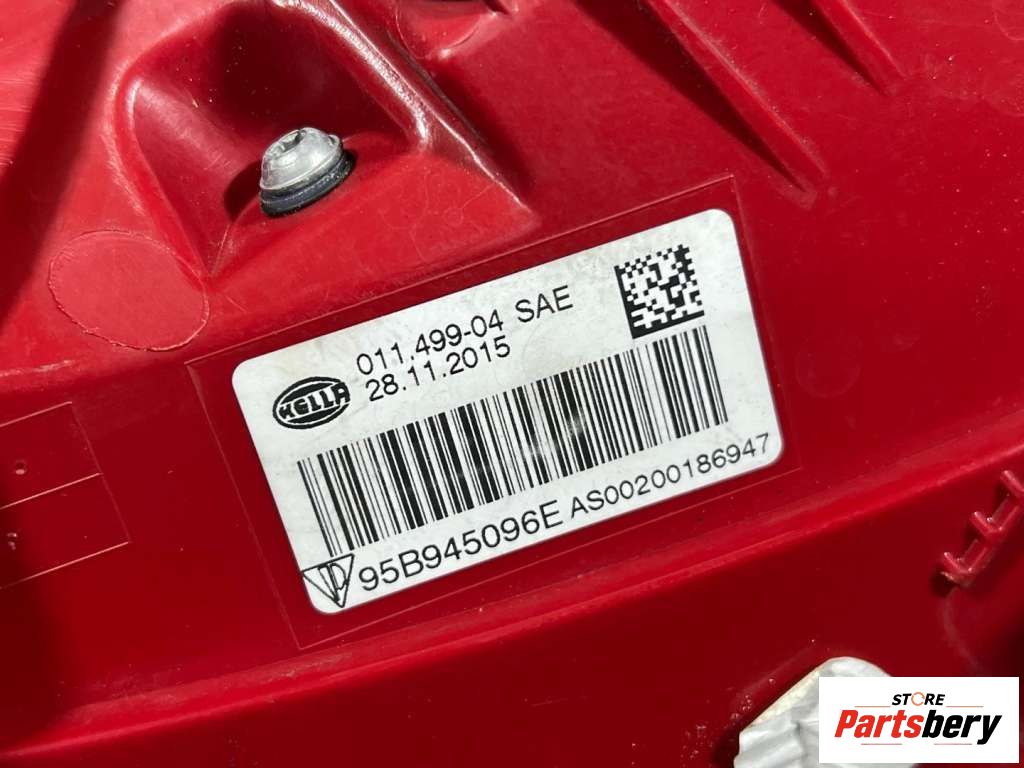 011.499-04 SAE
28.11.2015
HELLA
95B945096E AS00200186947
STORE
Partsbery